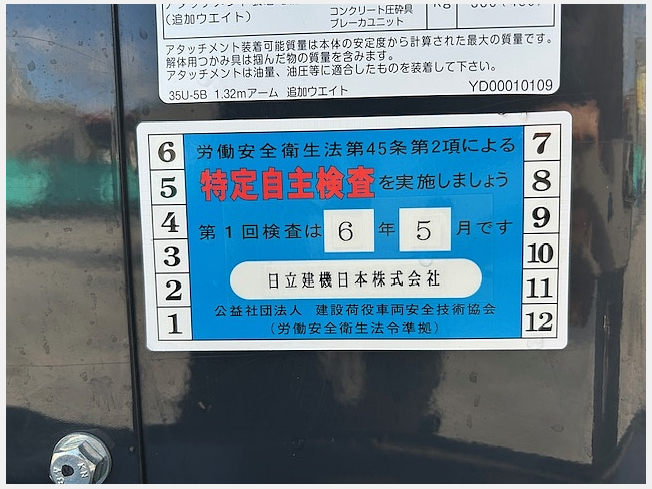 （追加ウエイト）
コンクリート圧砕具
ブレーカユニット
kg
アタッチメント装着可能質量は本体の安定度から計算された最大の質量です。
解体用つかみ具は掴んだ物の質量を含みます。
アタッチメントは油量、油圧等に適合したものを装着して下さい。
35U-5B 1.32mアーム 追加ウエイト YD00010109
労働安全衛生法第45条第2項による
特定自主検査を実施しましょう
第1回検査は 6 年 5 月です
日立建機日本株式会社
公益社団法人 建設荷役車両安全技術協会
（労働安全衛生法令準拠）
6
5
4
3
2
1
7
8
9
10
11
12